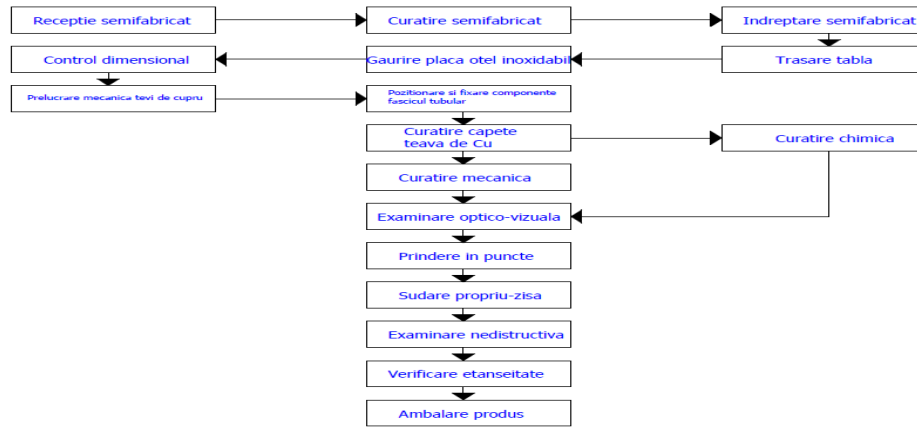 Receptie semifabricat
Curatire semifabricat
Indreptare semifabricat
Control dimensional
Gaurire placa otel inoxidabil
Trasare tabla
Prelucrare mecanica tevi de cupru
Pozitionare si fixare componente
fascicul tubular
Curatire capete
teava de Cu
Curatire chimica
Curatire mecanica
Examinare optico-vizuala
Prindere in puncte
Sudare propriu-zisa
Examinare nedistructiva
Verificare etanseitate
Ambalare produs